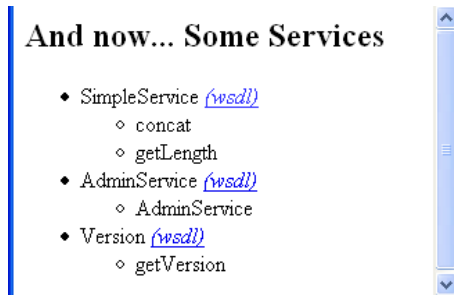 And now... Some Services
SimpleService (wsdl)
concat
getLength
AdminService (wsdl)
AdminService
Version (wsdl)
getVersion